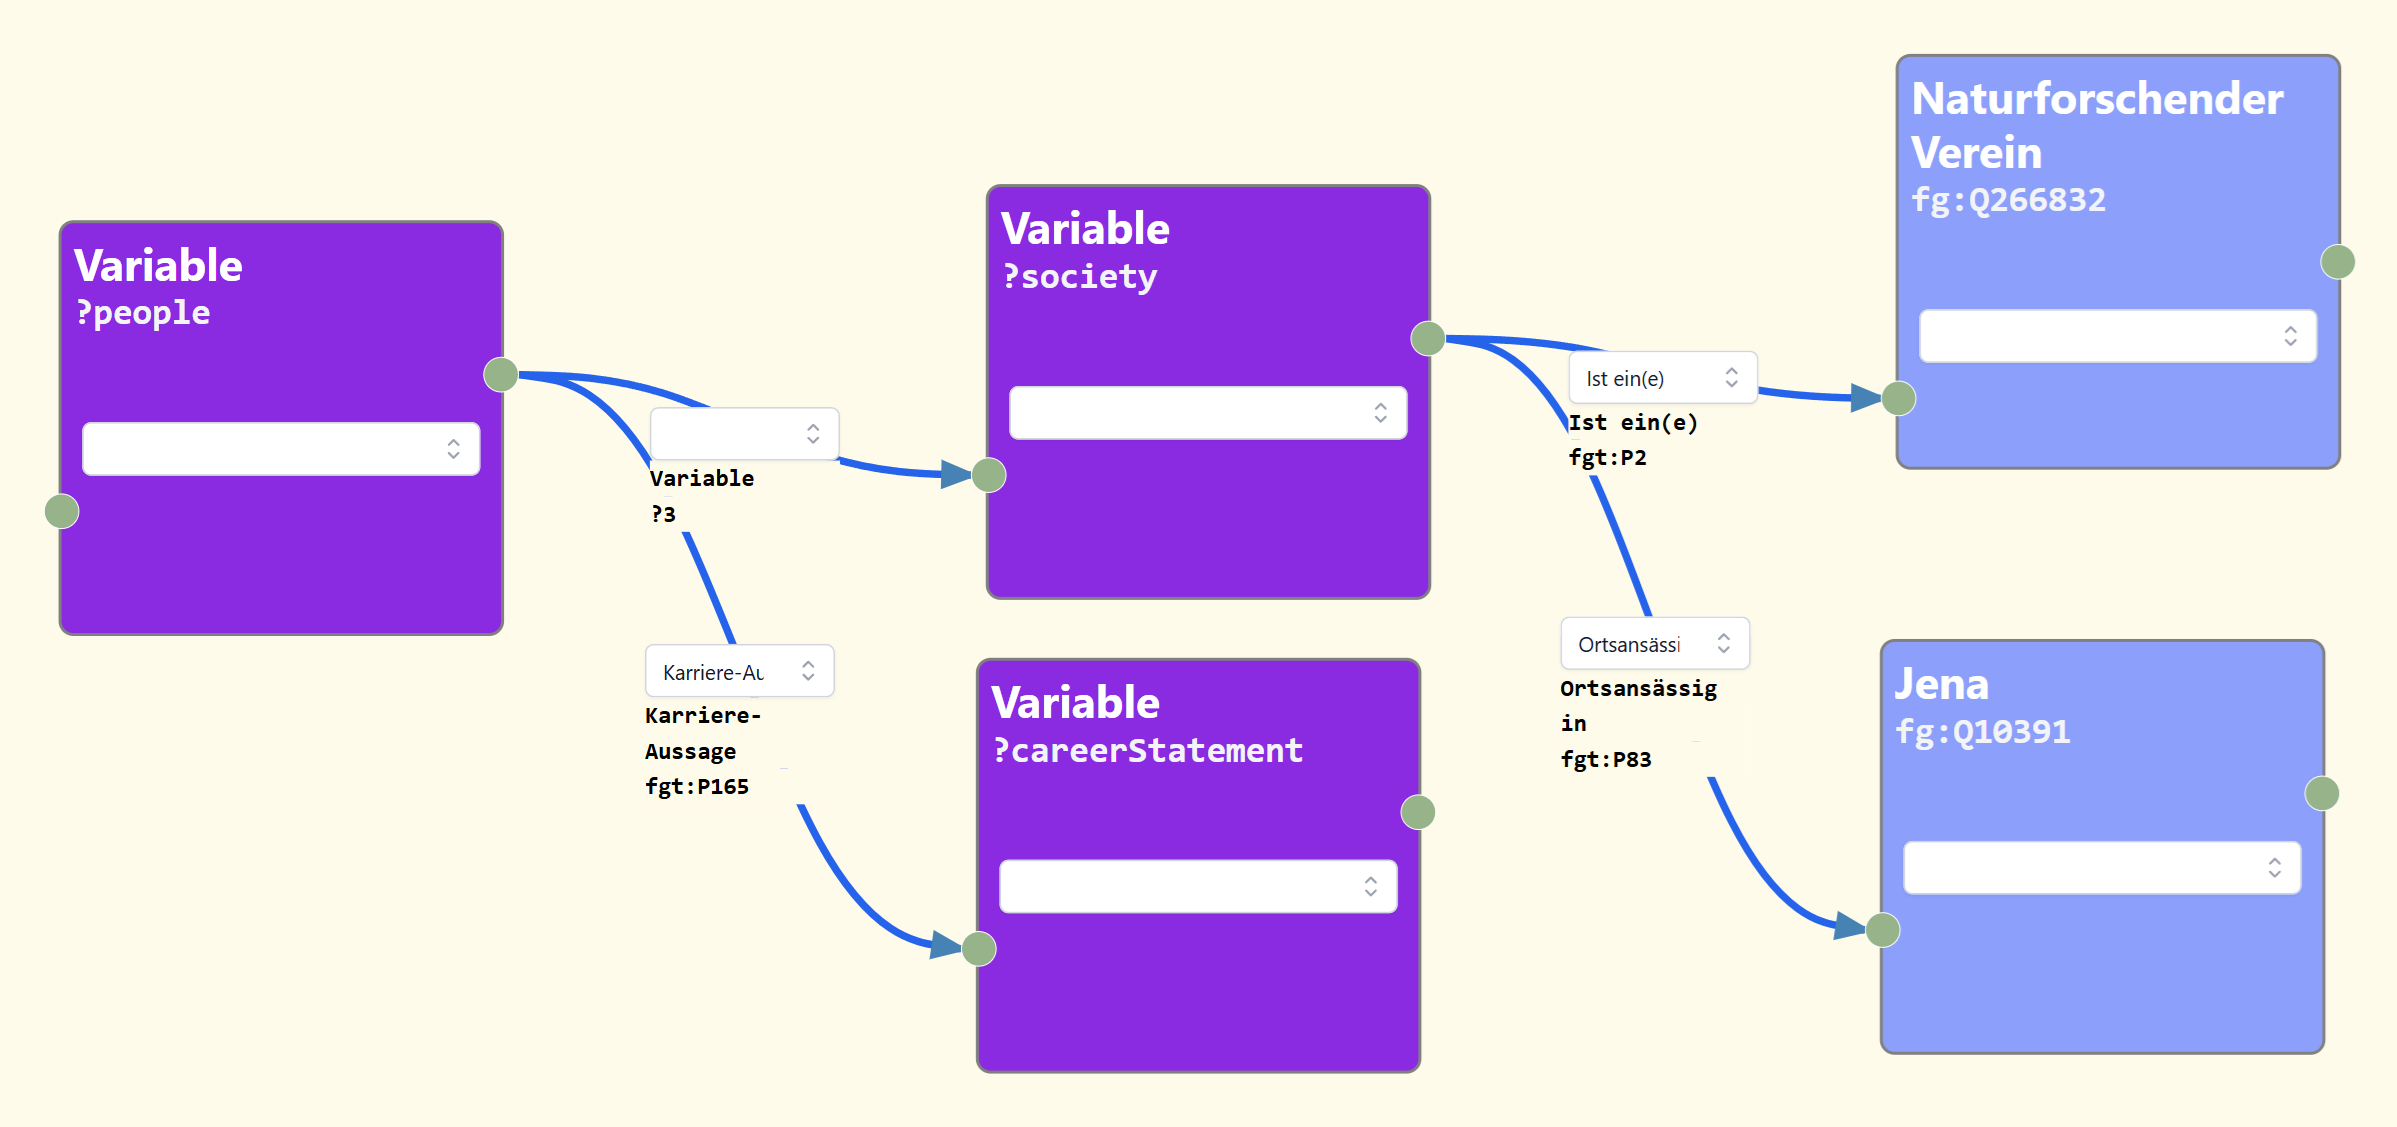 Variable
?people
Variable
?3
Karriere-Au
Karriere-
Aussage
fgt:P165
Variable
?society
Variable
?careerStatement
Ist ein(e)
Ist ein(e)
fgt:P2
Ortsansässi
Ortsansässig
in
fgt:P83
Naturforschender
Verein
fg:Q266832
Jena
fg:Q10391